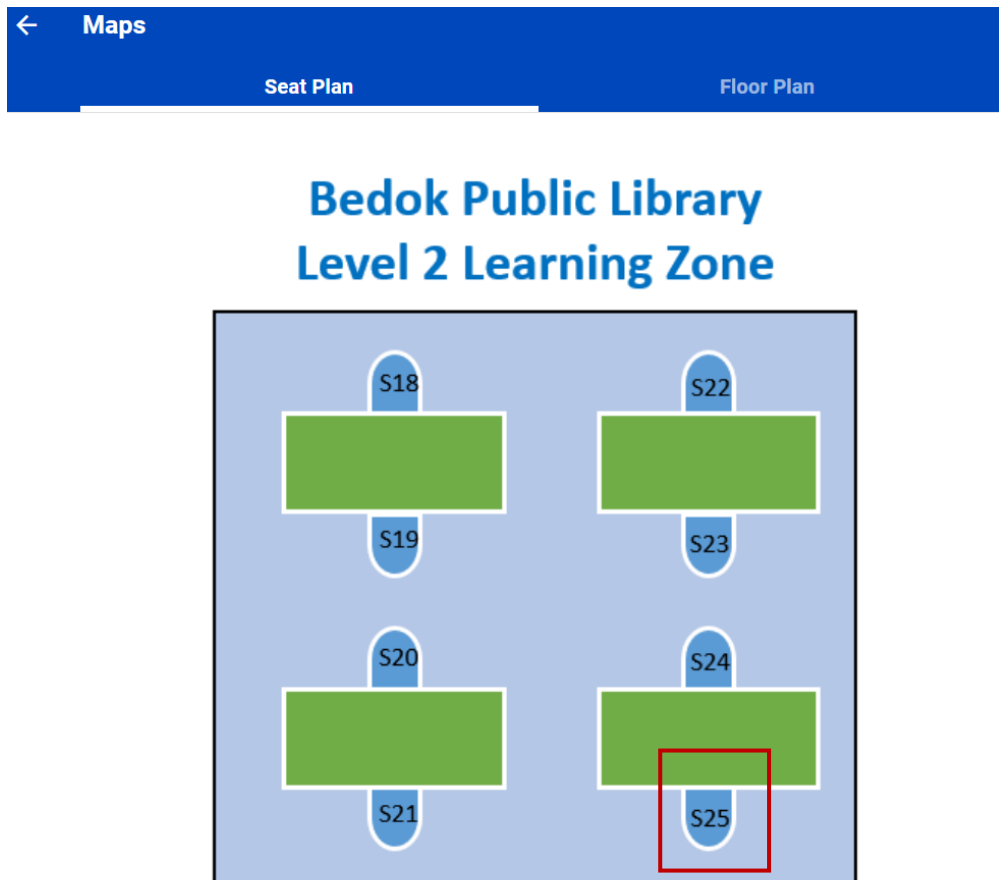 Maps
Seat Plan Floor Plan
Bedok Public Library
Level 2 Learning Zone
S18 S22
S19 S23
S20 S24
S21 S25